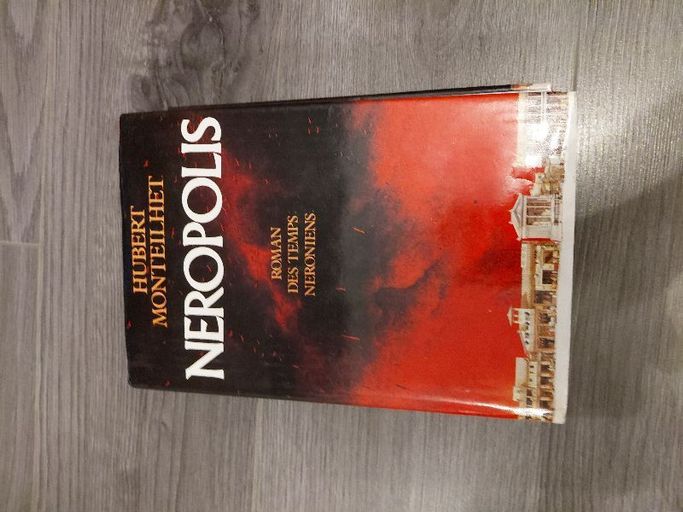 HUBERT
MONTEILHET
NEROPOLIS
ROMAN
DES TEMPS
NERONIENS